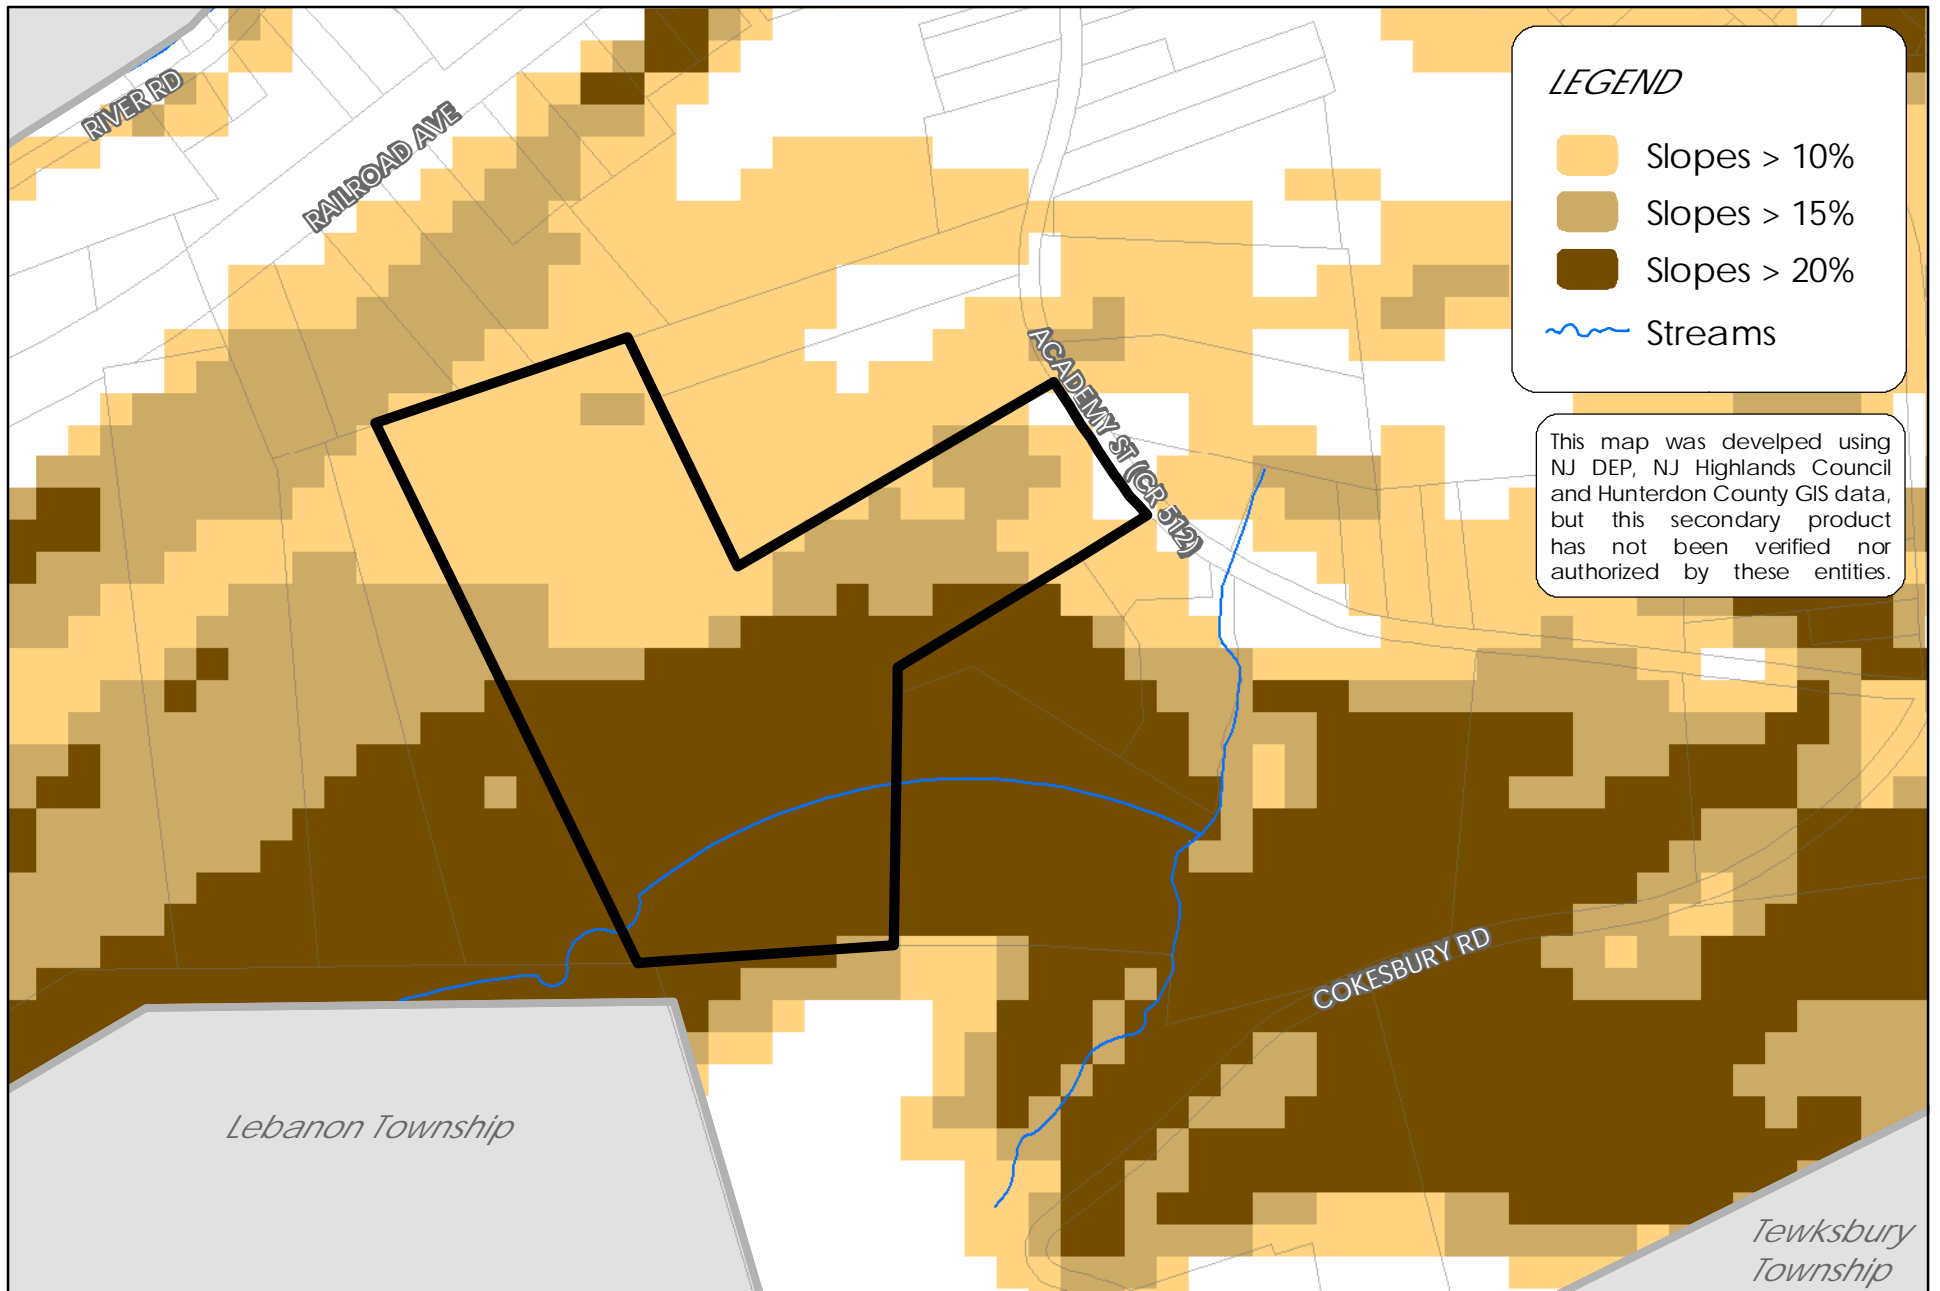 RIVER RD
RAILROAD AVE
ACADEMY ST (CR 512)
COKESBURY RD
Lebanon Township
Tewksbury
Township
LEGEND
Slopes > 10%
Slopes > 15%
Slopes > 20%
Streams
This map was develped using
NJ DEP, NJ Highlands Council
and Hunterdon County GIS data,
but this secondary product
has not been verified nor
authorized by these entities.